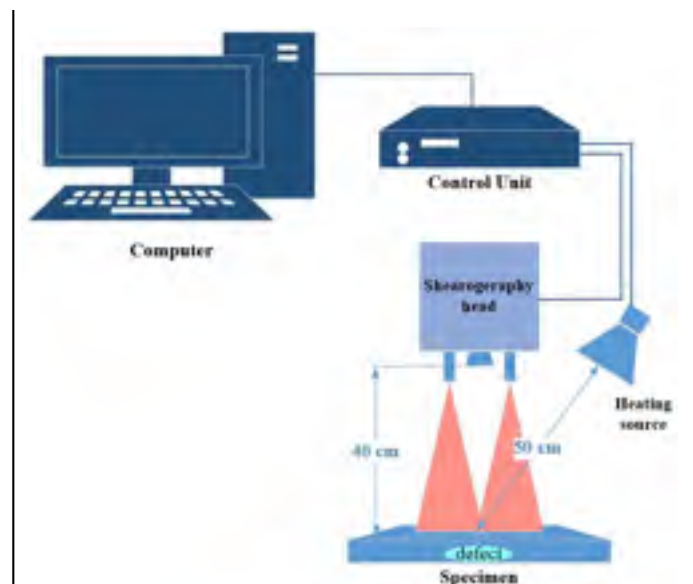 Computer
Control Unit
Shearogeraphy
head
Heating
source
40 cm
50 cm
defect
Specimen